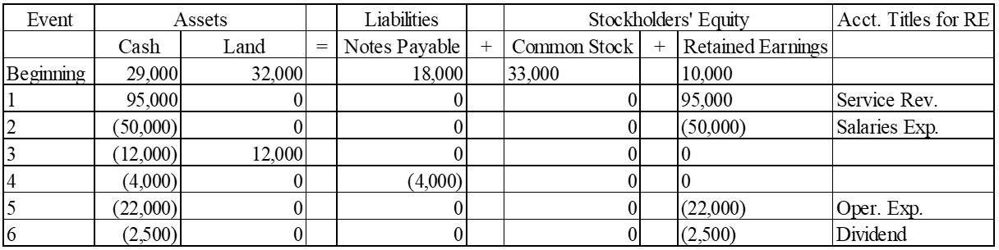 Event Assets Liabilities Stockholders' Equity Acct. Titles for RE
Cash Land = Notes Payable + Common Stock + Retained Earnings
Beginning 29,000 32,000 18,000 33,000 10,000
1 95,000 0 0 0 95,000 Service Rev.
2 (50,000) 0 0 0 (50,000) Salaries Exp.
3 (12,000) 12,000 0 0 0
4 (4,000) 0 (4,000) 0 0
5 (22,000) 0 0 0 (22,000) Oper. Exp.
6 (2,500) 0 0 0 (2,500) Dividend